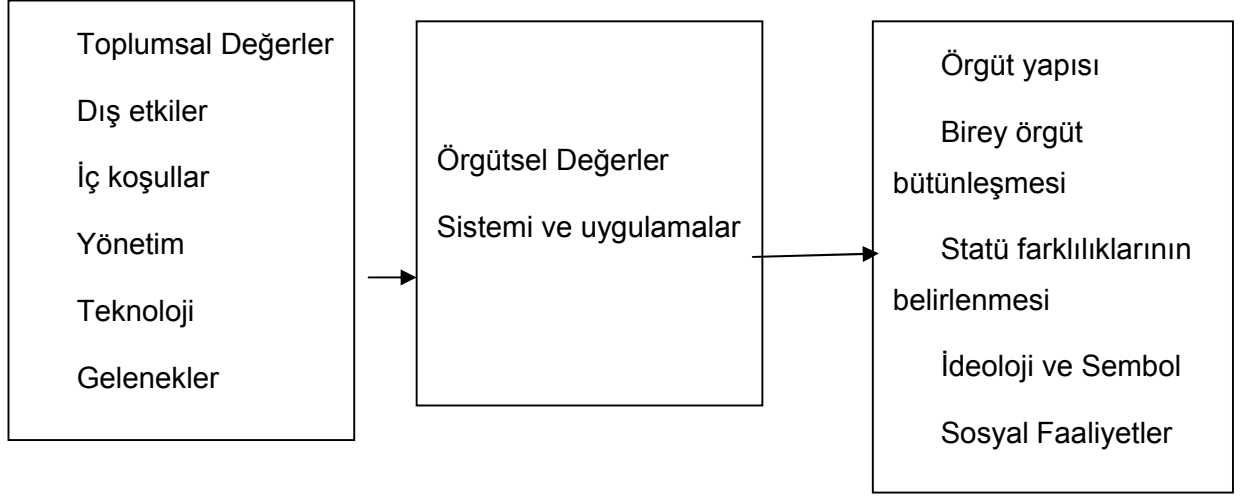 Toplumsal Değerler
Dış etkiler
İç koşullar
Yönetim
Teknoloji
Gelenekler
Örgütsel Değerler
Sistemi ve uygulamalar
Örgüt yapısı
Birey örgüt
bütünleşmesi
Statü farklılıklarının
belirlenmesi
İdeoloji ve Sembol
Sosyal Faaliyetler